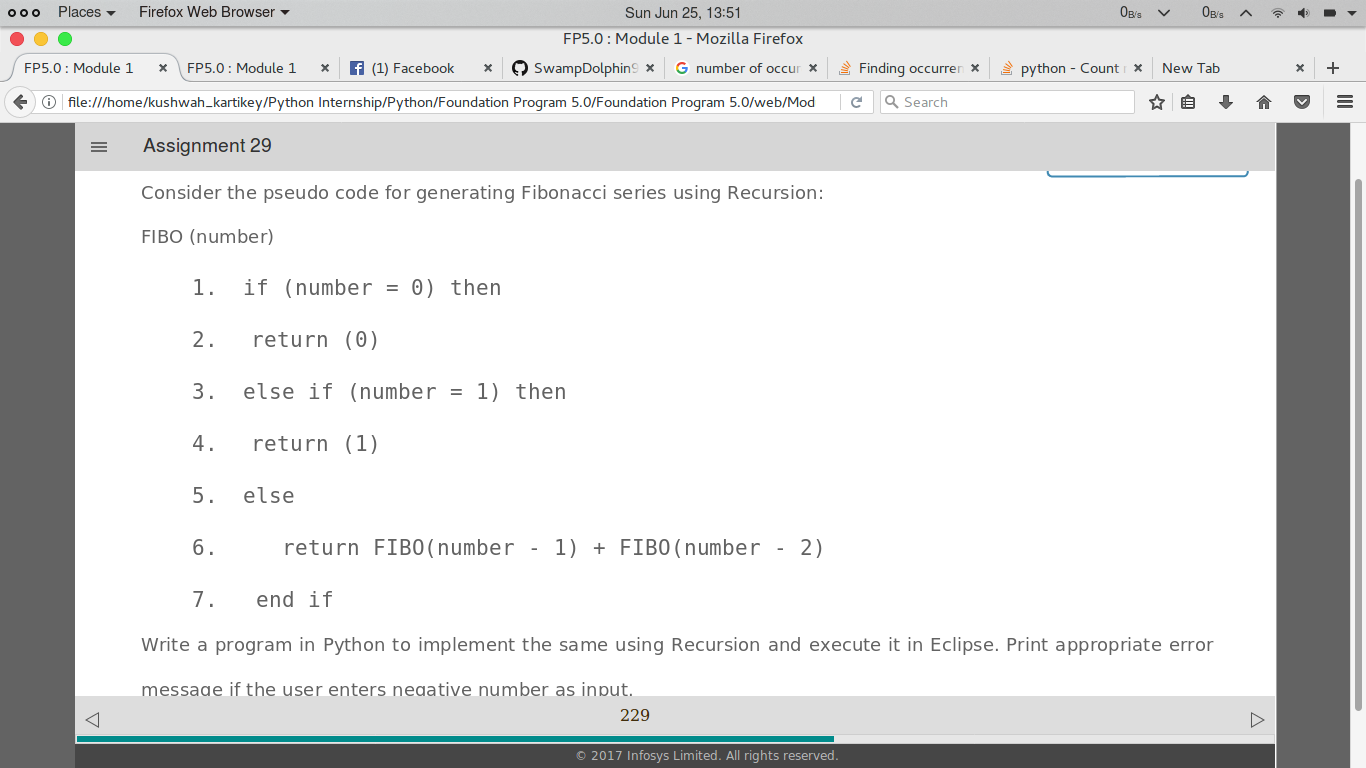 Places Firefox Web Browser Sun Jun 25, 13:51 0B/s 0B/s
FP5.0 : Module 1 - Mozilla Firefox
FP5.0 : Module 1 FP5.0 : Module 1 (1) Facebook SwampDolphin9 number of occur Finding occurren python - Count New Tab
file:///home/kushwah_kartikey/Python Internship/Python/Foundation Program 5.0/Foundation Program 5.0/web/Mod Search
Assignment 29
Consider the pseudo code for generating Fibonacci series using Recursion:
FIBO (number)
1. if (number = 0) then
2. return (0)
3. else if (number = 1) then
4. return (1)
5. else
6. return FIBO(number - 1) + FIBO(number - 2)
7. end if
Write a program in Python to implement the same using Recursion and execute it in Eclipse. Print appropriate error
message if the user enters negative number as input.
229
© 2017 Infosys Limited. All rights reserved.